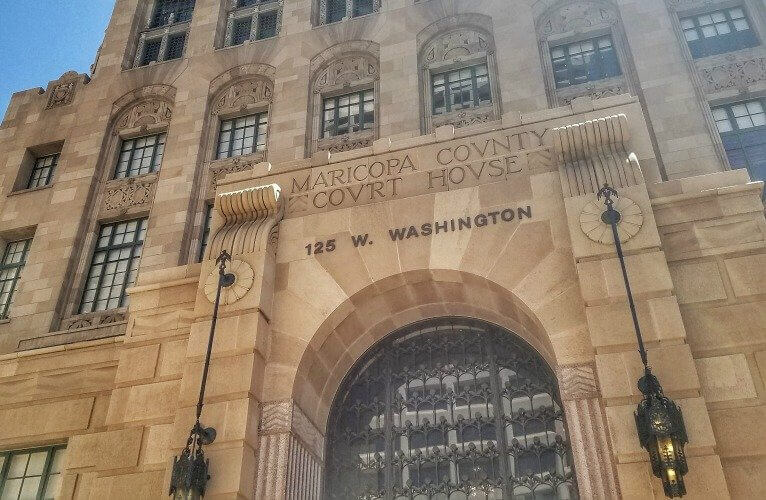 MARICOPA COVNTY
COVRT HOVSE
125 W. WASHINGTON